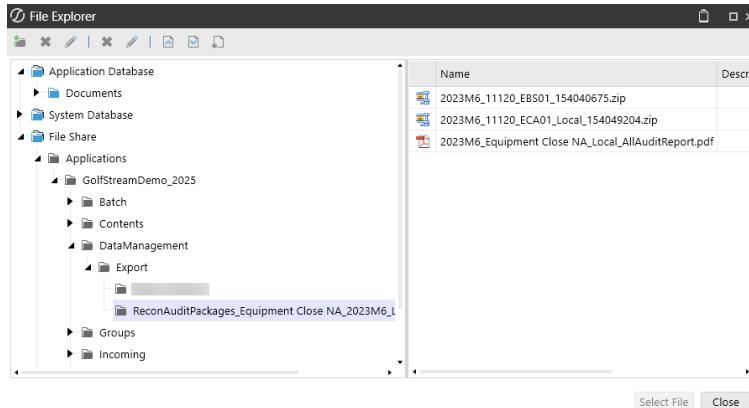 File Explorer
Application Database
Documents
System Database
File Share
Applications
GolfStreamDemo_2025
Batch
Contents
DataManagement
Export
ReconAuditPackages_Equipment Close NA_2023M6_L
Groups
Incoming
Name Descr
2023M6_11120_EBS01_154040675.zip
2023M6_11120_ECA01_Local_154049204.zip
2023M6_Equipment Close NA_Local_AllAuditReport.pdf
Select File Close